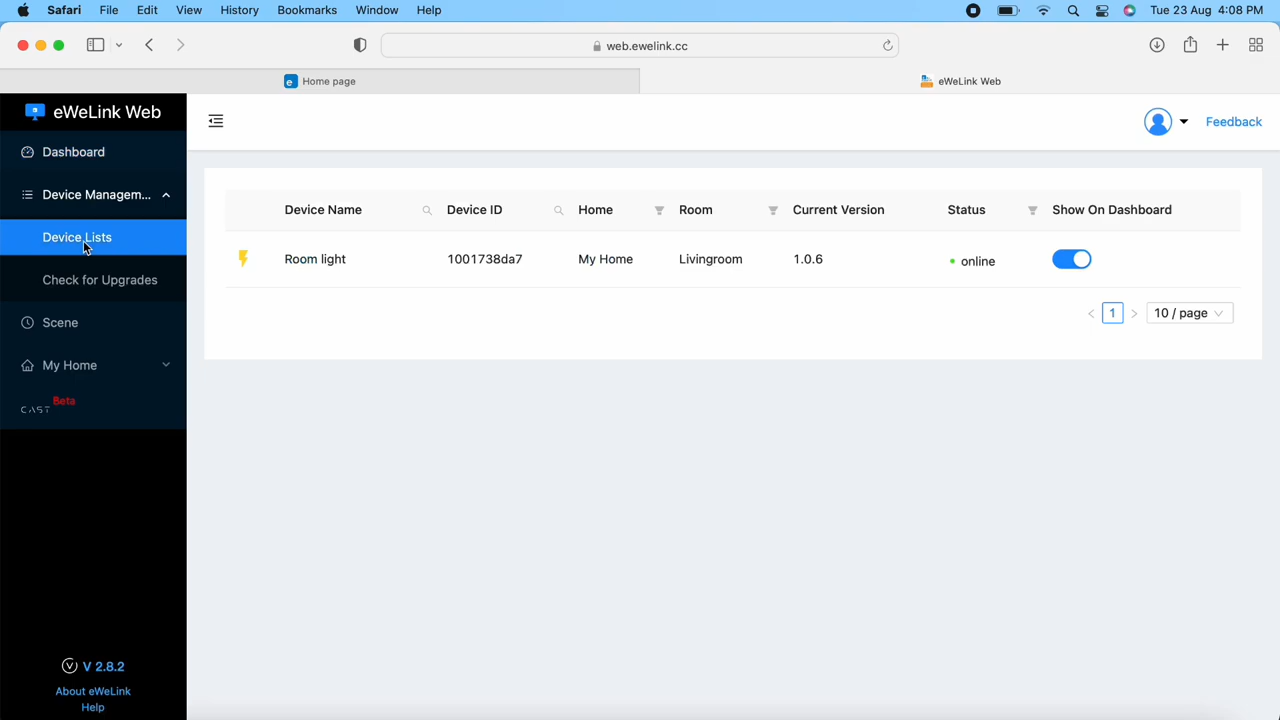 Safari File Edit View History Bookmarks Window Help Tue 23 Aug 4:08 PM
web.ewelink.cc
e Home page eWeLink Web
eWeLink Web
Feedback
Dashboard
Device Managem...
Device Lists
Check for Upgrades
Scene
My Home
CAST Beta
V V 2.8.2
About eWeLink
Help
Device Name Device ID Home Room Current Version Status Show On Dashboard
Room light 1001738da7 My Home Livingroom 1.0.6 online
< 1 > 10 / page